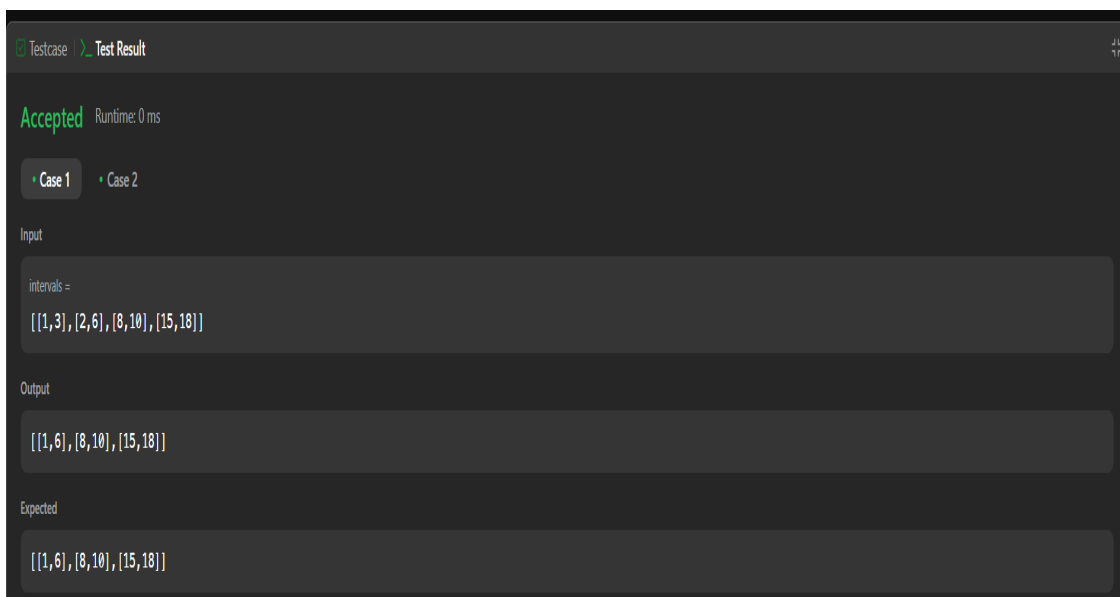 Testcase | >_ Test Result
Accepted Runtime: 0 ms
• Case 1 • Case 2
Input
intervals =
[[1,3],[2,6],[8,10],[15,18]]
Output
[[1,6],[8,10],[15,18]]
Expected
[[1,6],[8,10],[15,18]]